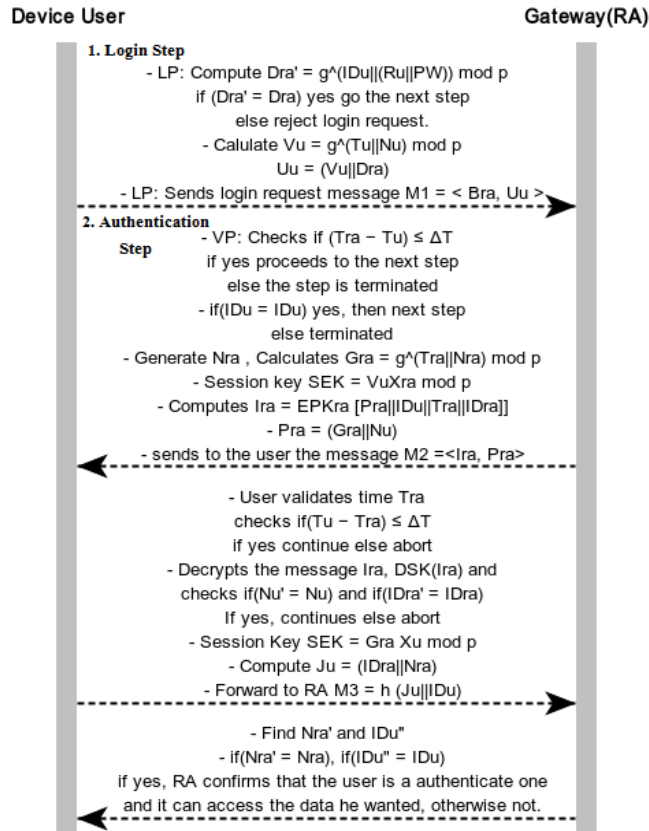 Device User
Gateway(RA)
1. Login Step
- LP: Compute Dra' = g^(IDu||(Ru||PW)) mod p
if (Dra' = Dra) yes go the next step
else reject login request.
- Calulate Vu = g^(Tu||Nu) mod p
Uu = (Vu||Dra)
- LP: Sends login request message M1 = < Bra, Uu >
2. Authentication
Step
- VP: Checks if (Tra − Tu) ≤ ΔT
if yes proceeds to the next step
else the step is terminated
- if(IDu = IDu) yes, then next step
else terminated
- Generate Nra , Calculates Gra = g^(Tra||Nra) mod p
- Session key SEK = VuXra mod p
- Computes Ira = EPKra [Pra||IDu||Tra||IDra]]
- Pra = (Gra||Nu)
- sends to the user the message M2 =<Ira, Pra>
- User validates time Tra
checks if(Tu − Tra) ≤ ΔT
if yes continue else abort
- Decrypts the message Ira, DSK(Ira) and
checks if(Nu' = Nu) and if(IDra' = IDra)
If yes, continues else abort
- Session Key SEK = Gra Xu mod p
- Compute Ju = (IDra||Nra)
- Forward to RA M3 = h (Ju||IDu)
- Find Nra' and IDu"
- if(Nra' = Nra), if(IDu" = IDu)
if yes, RA confirms that the user is a authenticate one
and it can access the data he wanted, otherwise not.